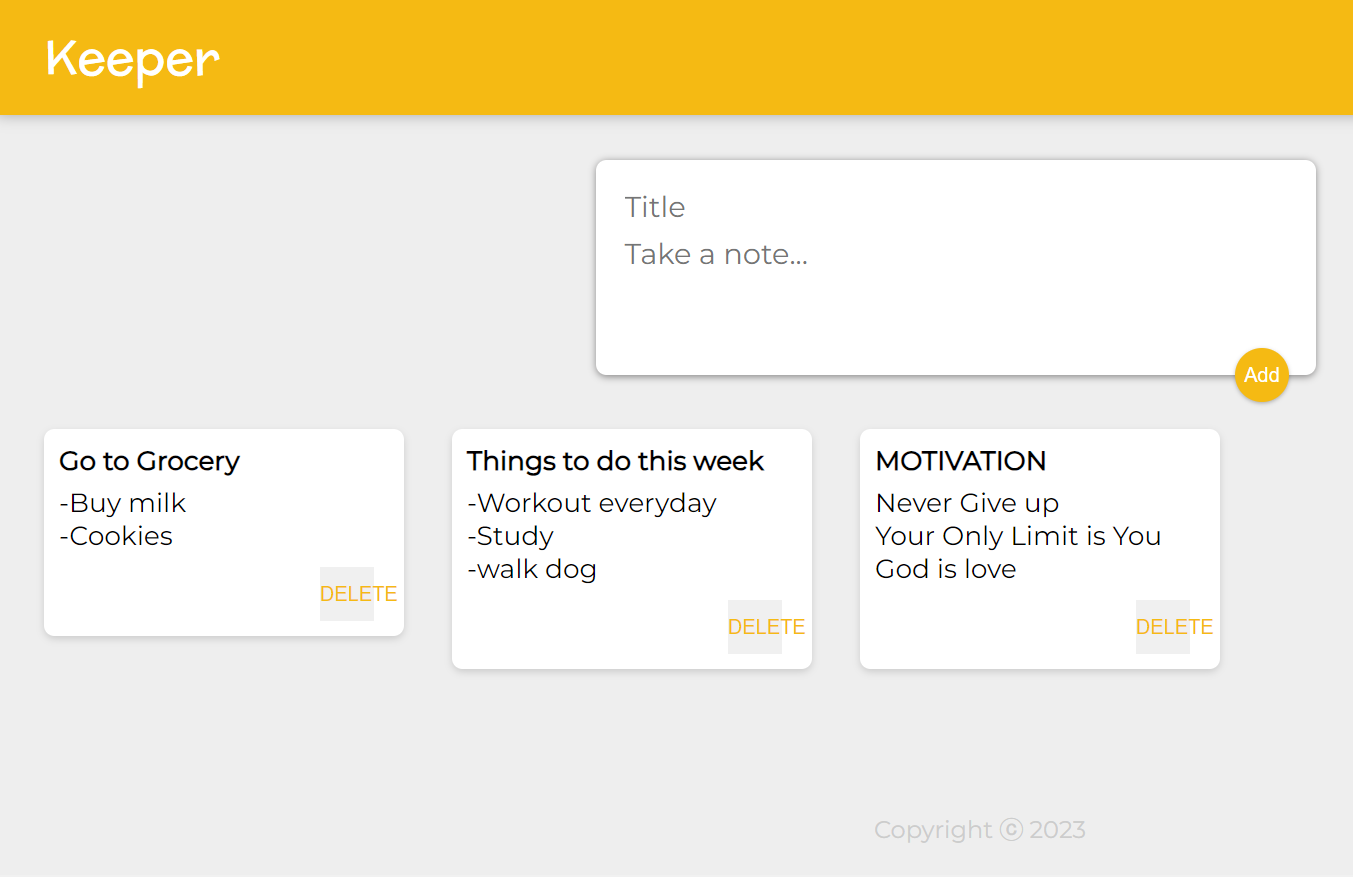 Keeper
Title
Take a note...
Add
Go to Grocery
-Buy milk
-Cookies
DELETE
Things to do this week
-Workout everyday
-Study
-walk dog
DELETE
MOTIVATION
Never Give up
Your Only Limit is You
God is love
DELETE
Copyright ⓒ 2023